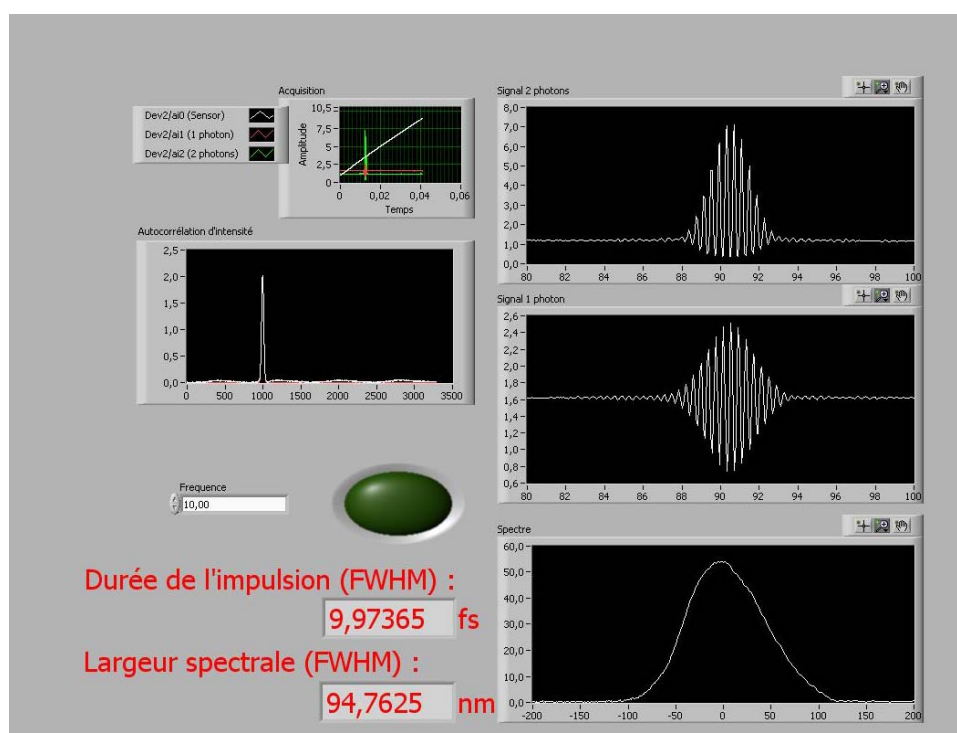 Acquisition
Dev2/ai0 (Sensor)
Dev2/ai1 (1 photon)
Dev2/ai2 (2 photons)
Amplitude
10,5
7,5
5
2,5
0
0 0,02 0,04 0,06
Temps
Autocorrélation d'intensité
2,5
2,0
1,5
1,0
0,5
0,0
0 500 1000 1500 2000 2500 3000 3500
Frequence
10,00
Durée de l'impulsion (FWHM) :
9,97365 fs
Largeur spectrale (FWHM) :
94,7625 nm
Signal 2 photons
8,0
7,0
6,0
5,0
4,0
3,0
2,0
1,0
0,0
80 82 84 86 88 90 92 94 96 98 100
Signal 1 photon
2,6
2,4
2,2
2,0
1,8
1,6
1,4
1,2
1,0
0,8
0,6
80 82 84 86 88 90 92 94 96 98 100
Spectre
60,0
50,0
40,0
30,0
20,0
10,0
0,0
-200 -150 -100 -50 0 50 100 150 200